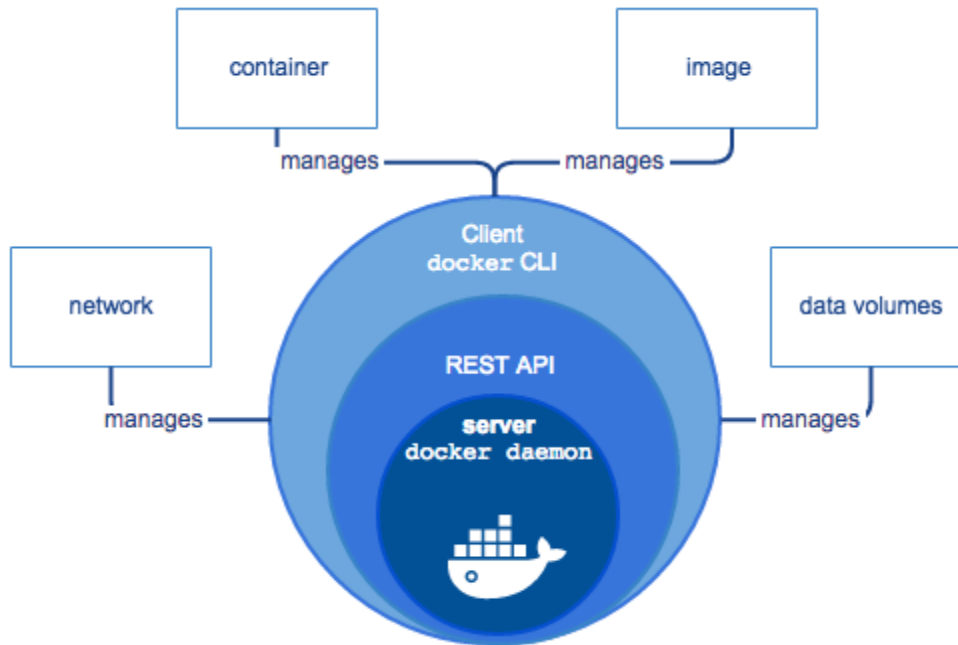 container
image
manages
manages
Client
docker CLI
network
data volumes
REST API
manages
manages
server
docker daemon